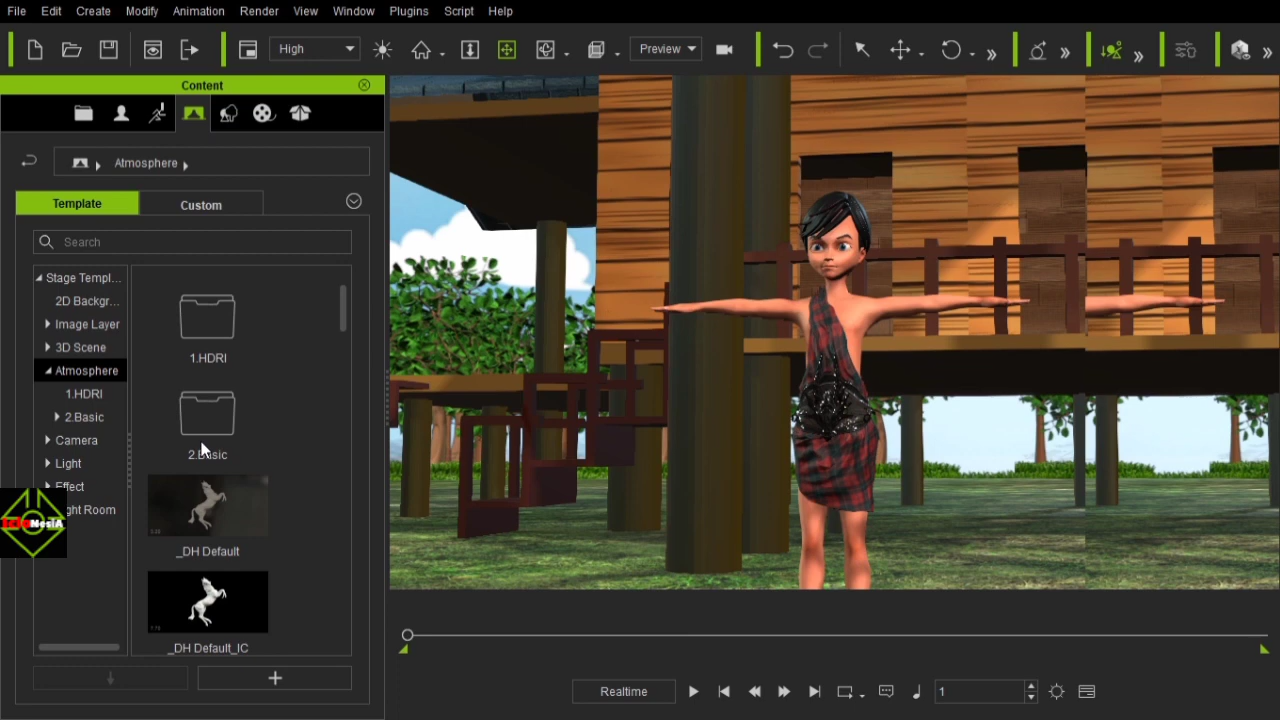 File Edit Create Modify Animation Render View Window Plugins Script Help
High
Preview
Content
Atmosphere
Template
Custom
Search
Stage Templ...
2D Backgr...
Image Layer
3D Scene
Atmosphere
1.HDRI
2.Basic
Camera
Light
Effect
ght Room
1.HDRI
2.Basic
_DH Default
_DH Default_IC
Realtime
1